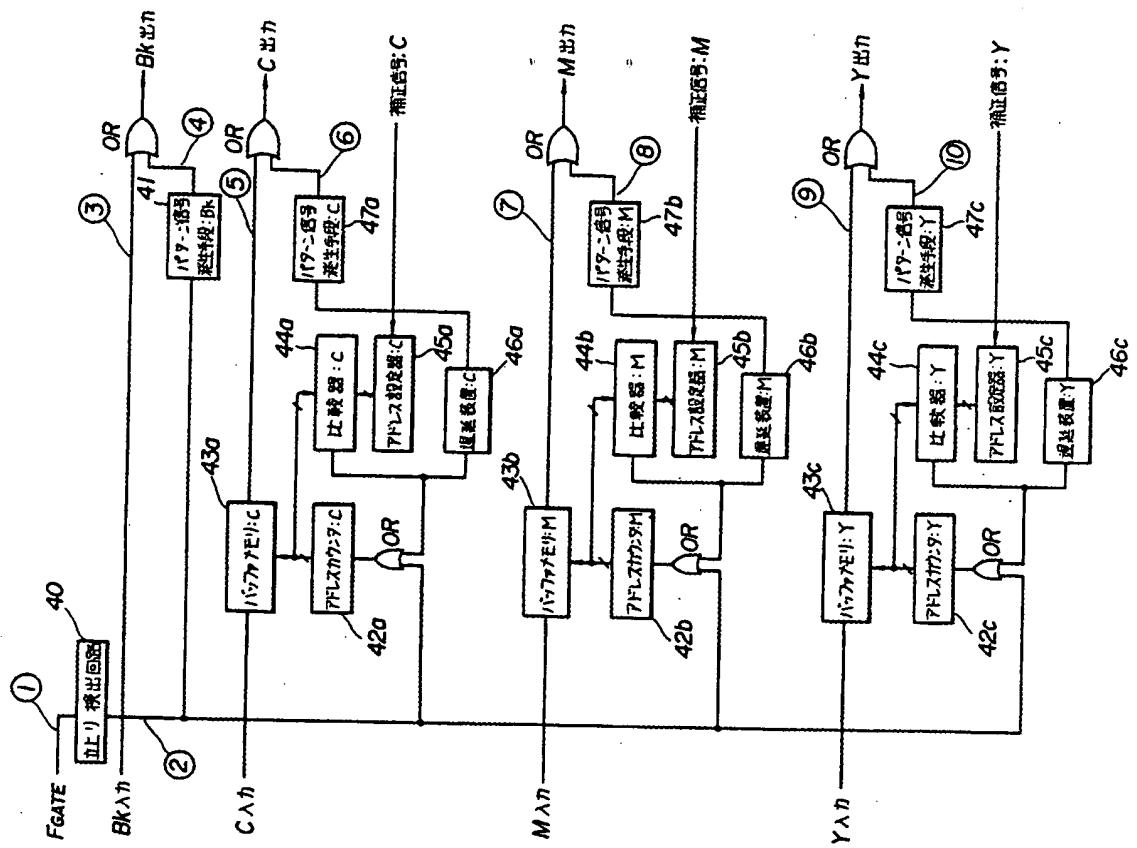 FGATE
①
40
立上り検出回路
②
Bk入力
③
41
パターン信号
発生手段:Bk
④
OR
Bk出力
C入力
43a
バッファメモリ:C
⑤
OR
C出力
アドレスカウンタ:C
42a
OR
44a
比較器:C
アドレス設定器:C
45a
補正信号:C
遅延装置:C
46a
パターン信号
発生手段:C
47a
⑥
M入力
43b
バッファメモリ:M
⑦
OR
M出力
アドレスカウンタ:M
42b
OR
44b
比較器:M
アドレス設定器:M
45b
補正信号:M
遅延装置:M
46b
パターン信号
発生手段:M
47b
⑧
Y入力
43c
バッファメモリ:Y
⑨
OR
Y出力
アドレスカウンタ:Y
42c
OR
44c
比較器:Y
アドレス設定器:Y
45c
補正信号:Y
遅延装置:Y
46c
パターン信号
発生手段:Y
47c
⑩